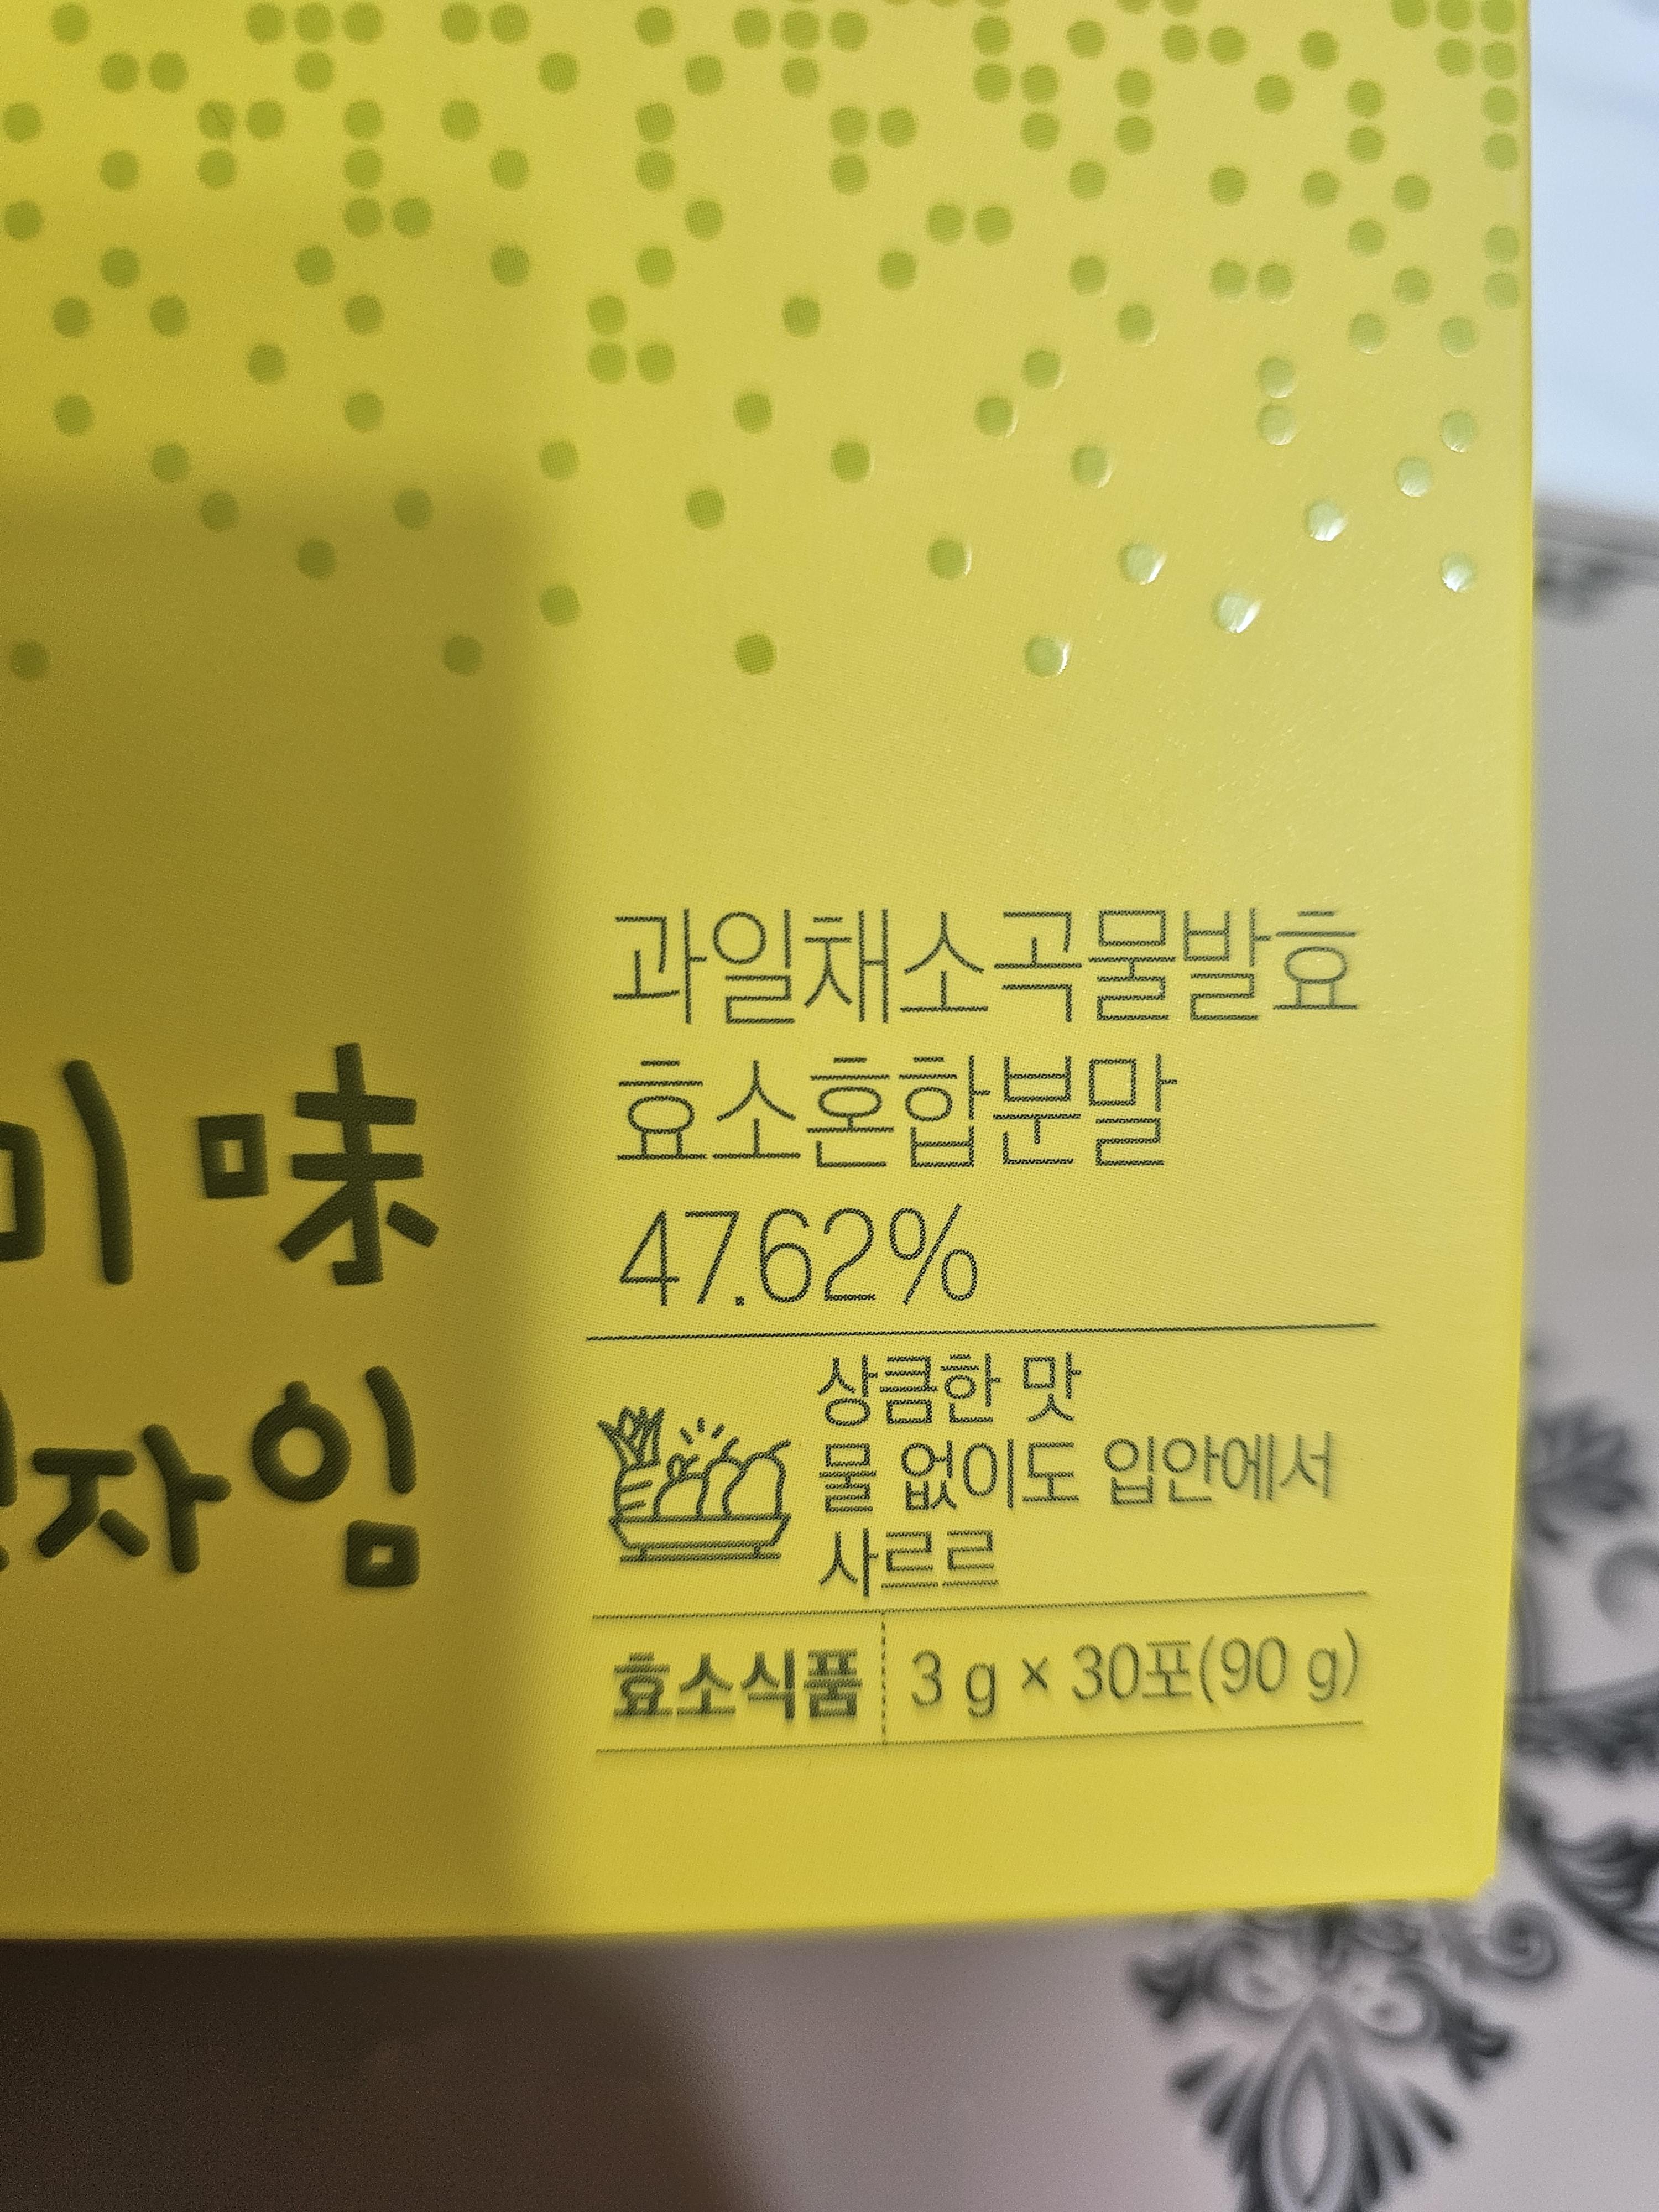 미 味
자임
과일채소곡물발효
효소혼합분말
47.62%
상큼한 맛
물 없이도 입안에서
사르르
효소식품 3 g × 30포(90 g)